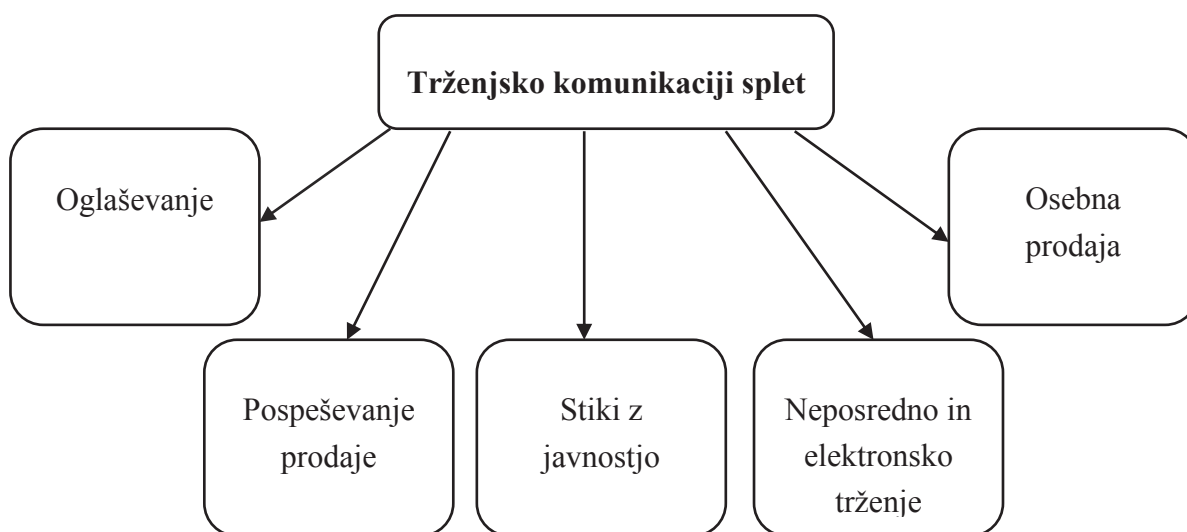 Trženjsko komunikaciji splet
Oglaševanje
Osebna
prodaja
Pospeševanje
prodaje
Stiki z
javnostjo
Neposredno in
elektronsko
trženje